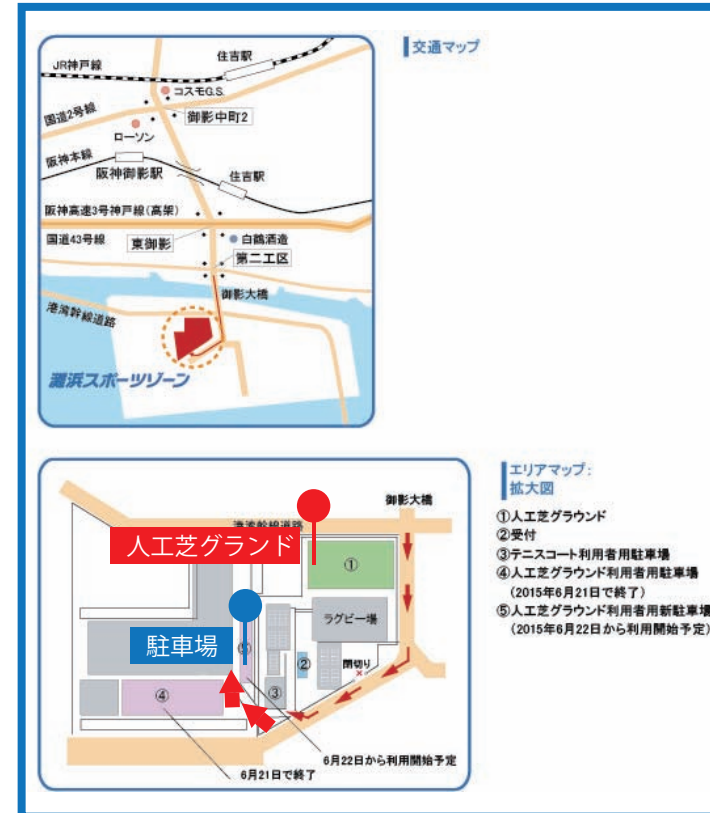 交通マップ
JR神戸線
住吉駅
コスモG.S.
国道2号線
御影中町2
ローソン
阪神本線
阪神御影駅
住吉駅
阪神高速3号神戸線(高架)
国道43号線
東御影
白鶴酒造
第二工区
御影大橋
港湾幹線道路
灘浜スポーツゾーン
エリアマップ:
拡大図
①人工芝グラウンド
②受付
③テニスコート利用者用駐車場
④人工芝グラウンド利用者用駐車場
(2015年6月21日で終了)
⑤人工芝グラウンド利用者用新駐車場
(2015年6月22日から利用開始予定)
御影大橋
港湾幹線道路
人工芝グランド
①
ラグビー場
駐車場
⑤
②
閉切り
③
④
6月22日から利用開始予定
6月21日で終了